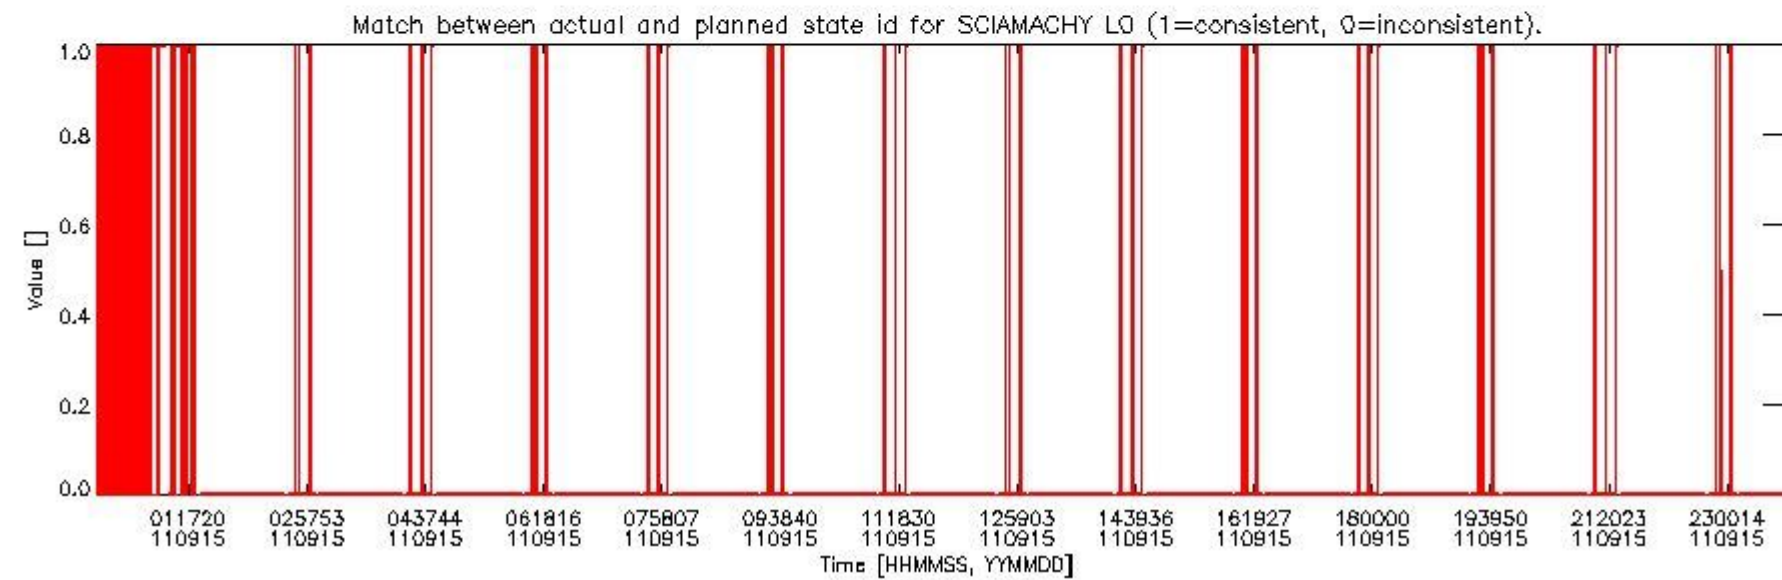 Match between actual and planned state id for SCIAMACHY L0 (1=consistent, 0=inconsistent).
1.0
0.8
0.6
0.4
0.2
0.0
Value []
011720 025753 043744 061816 075807 093840 111830 125903 143936 161927 180000 193950 212023 230014
110915 110915 110915 110915 110915 110915 110915 110915 110915 110915 110915 110915 110915 110915
Time [HHMMSS, YYMMDD]